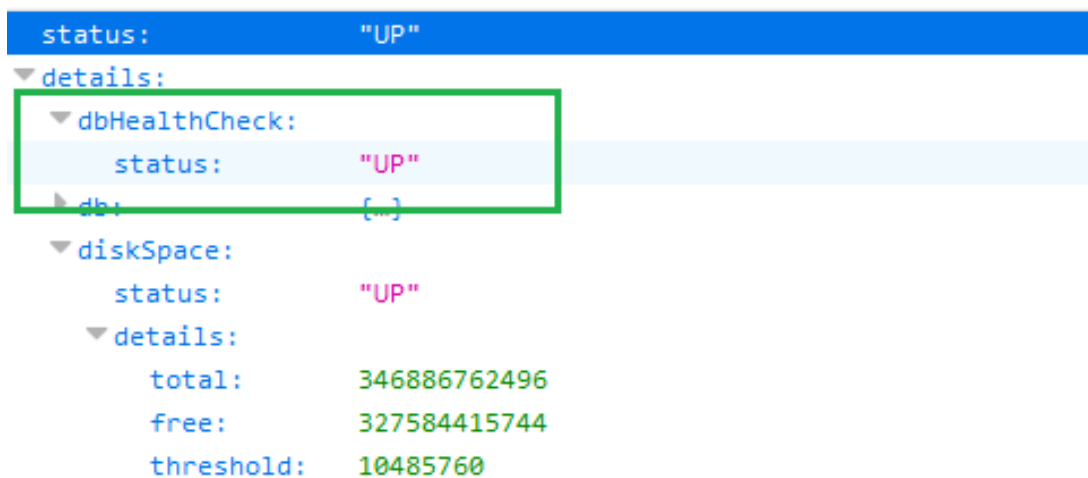 status: "UP"
details:
dbHealthCheck:
status: "UP"
db: {…}
diskSpace:
status: "UP"
details:
total: 346886762496
free: 327584415744
threshold: 10485760